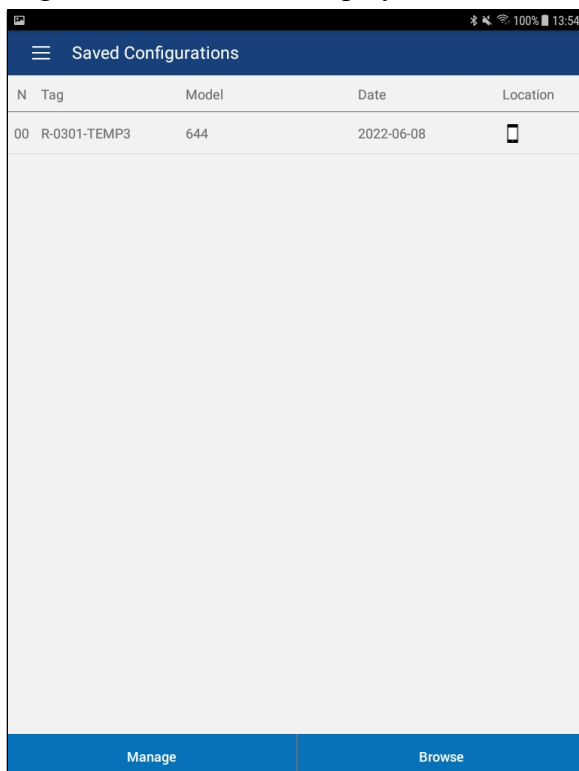 100% 13:54
Saved Configurations
N Tag Model Date Location
00 R-0301-TEMP3 644 2022-06-08
Manage Browse